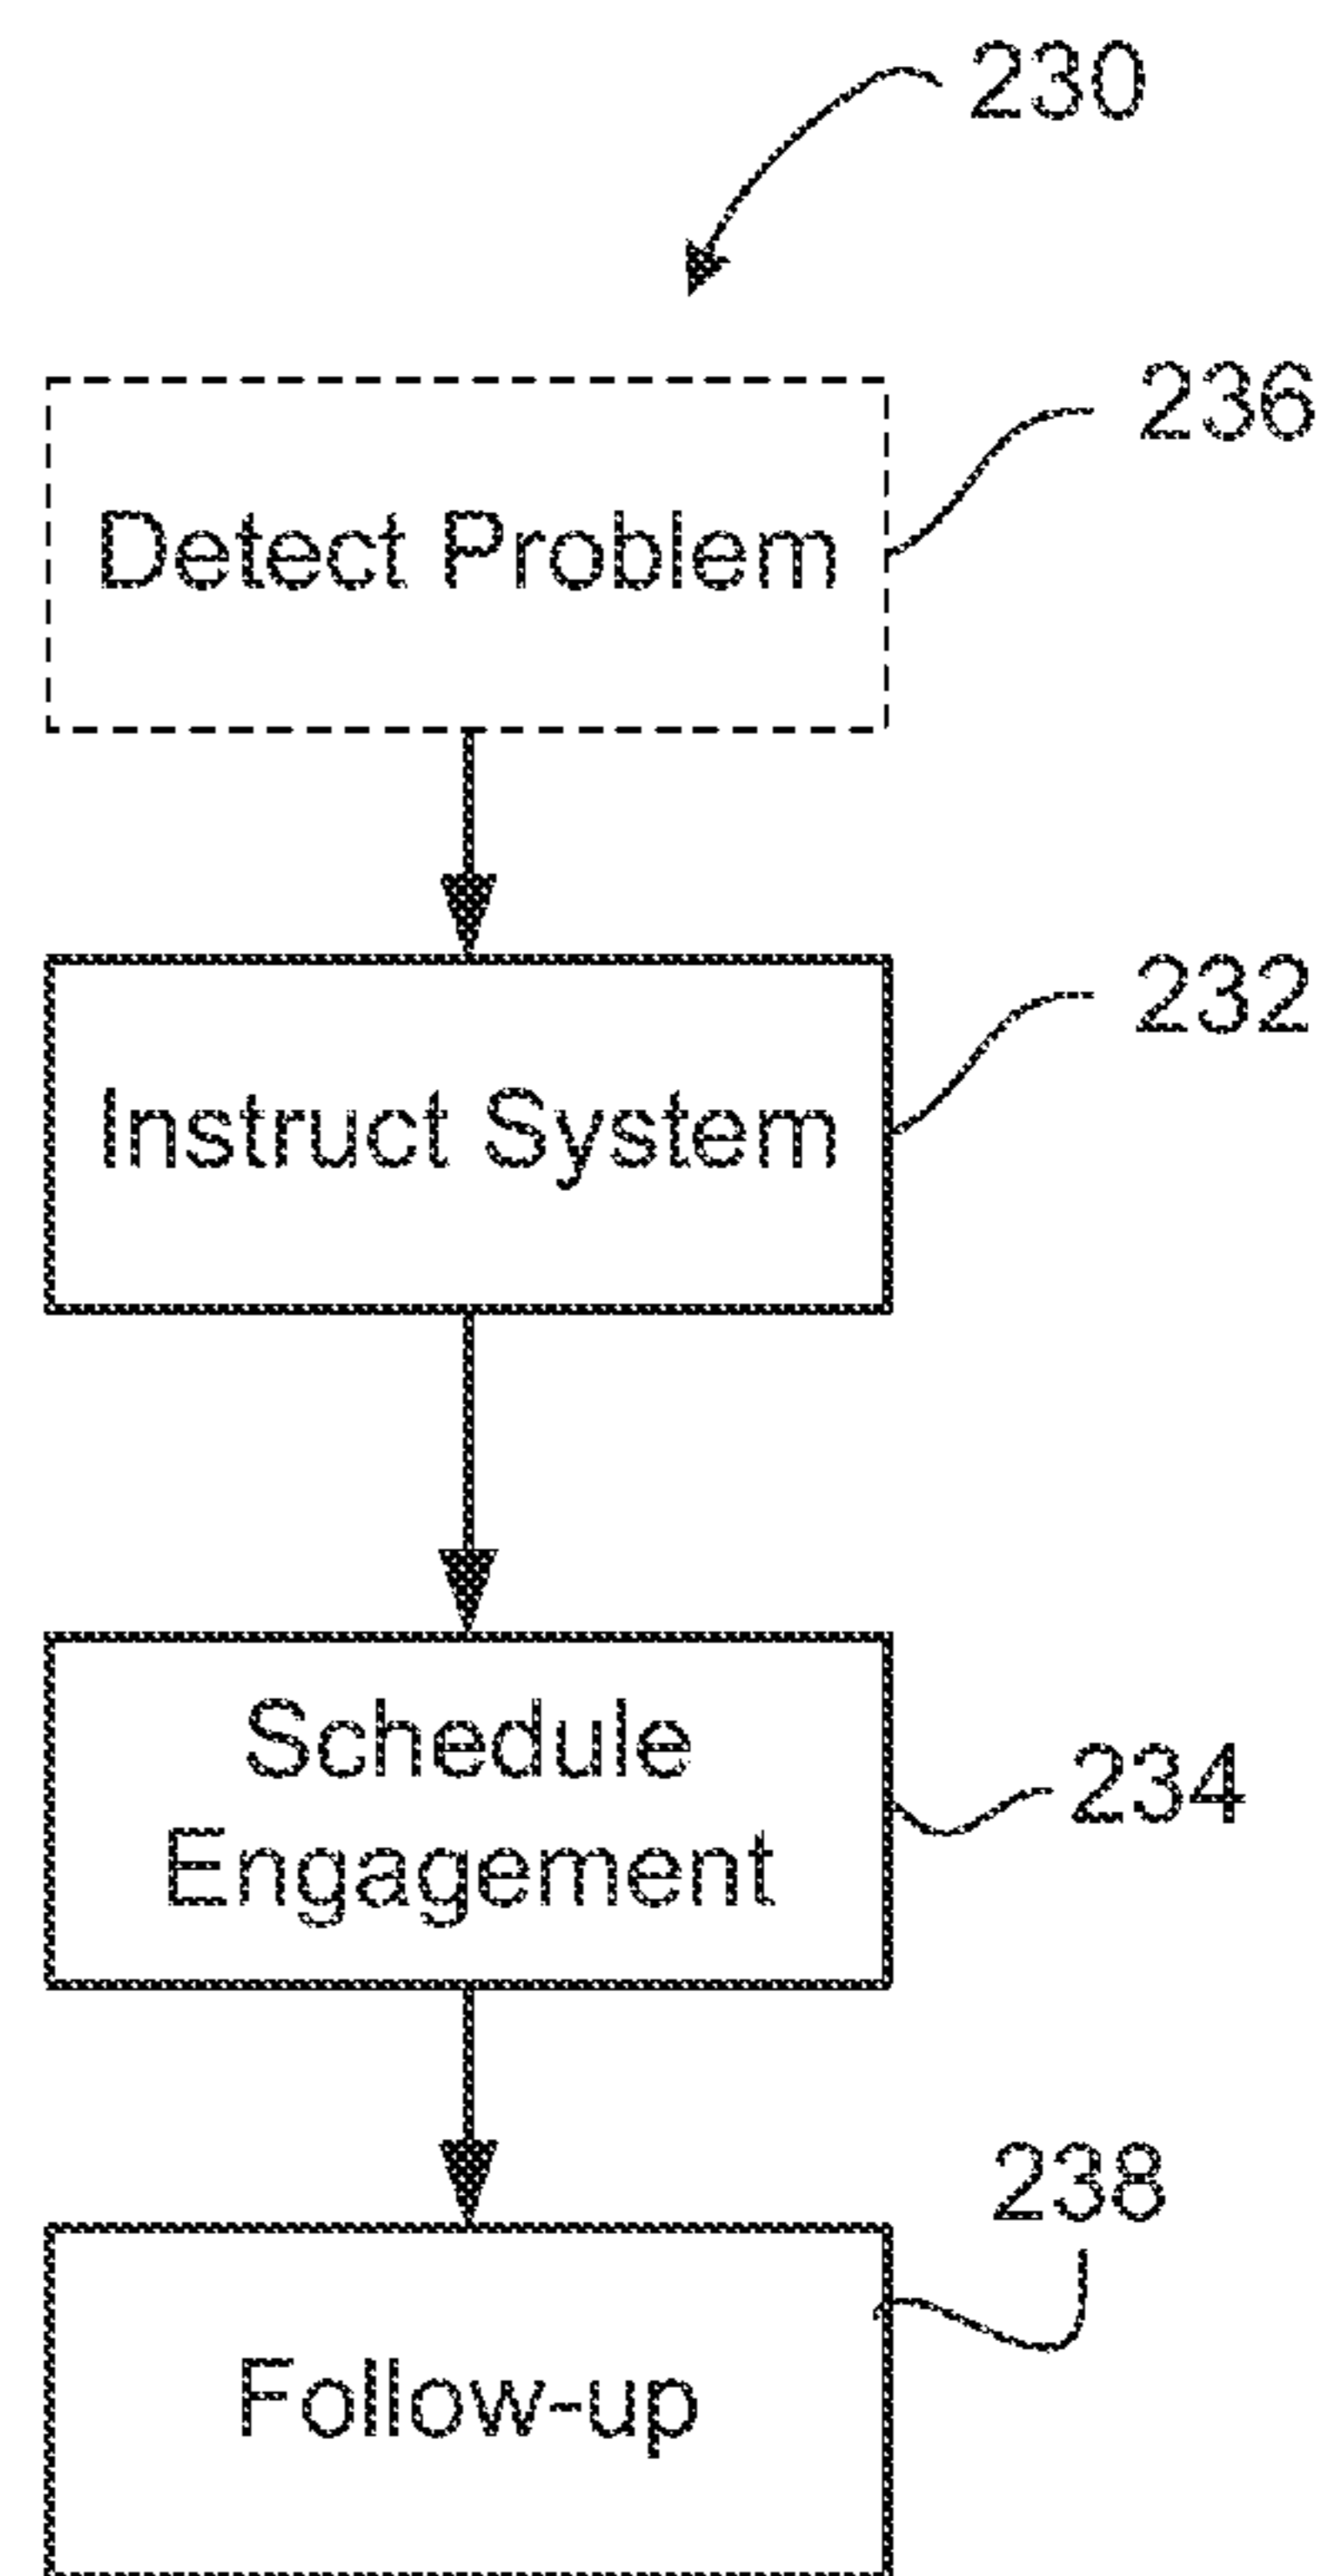 230
236
Detect Problem
232
Instruct System
Schedule
Engagement
234
238
Follow-up